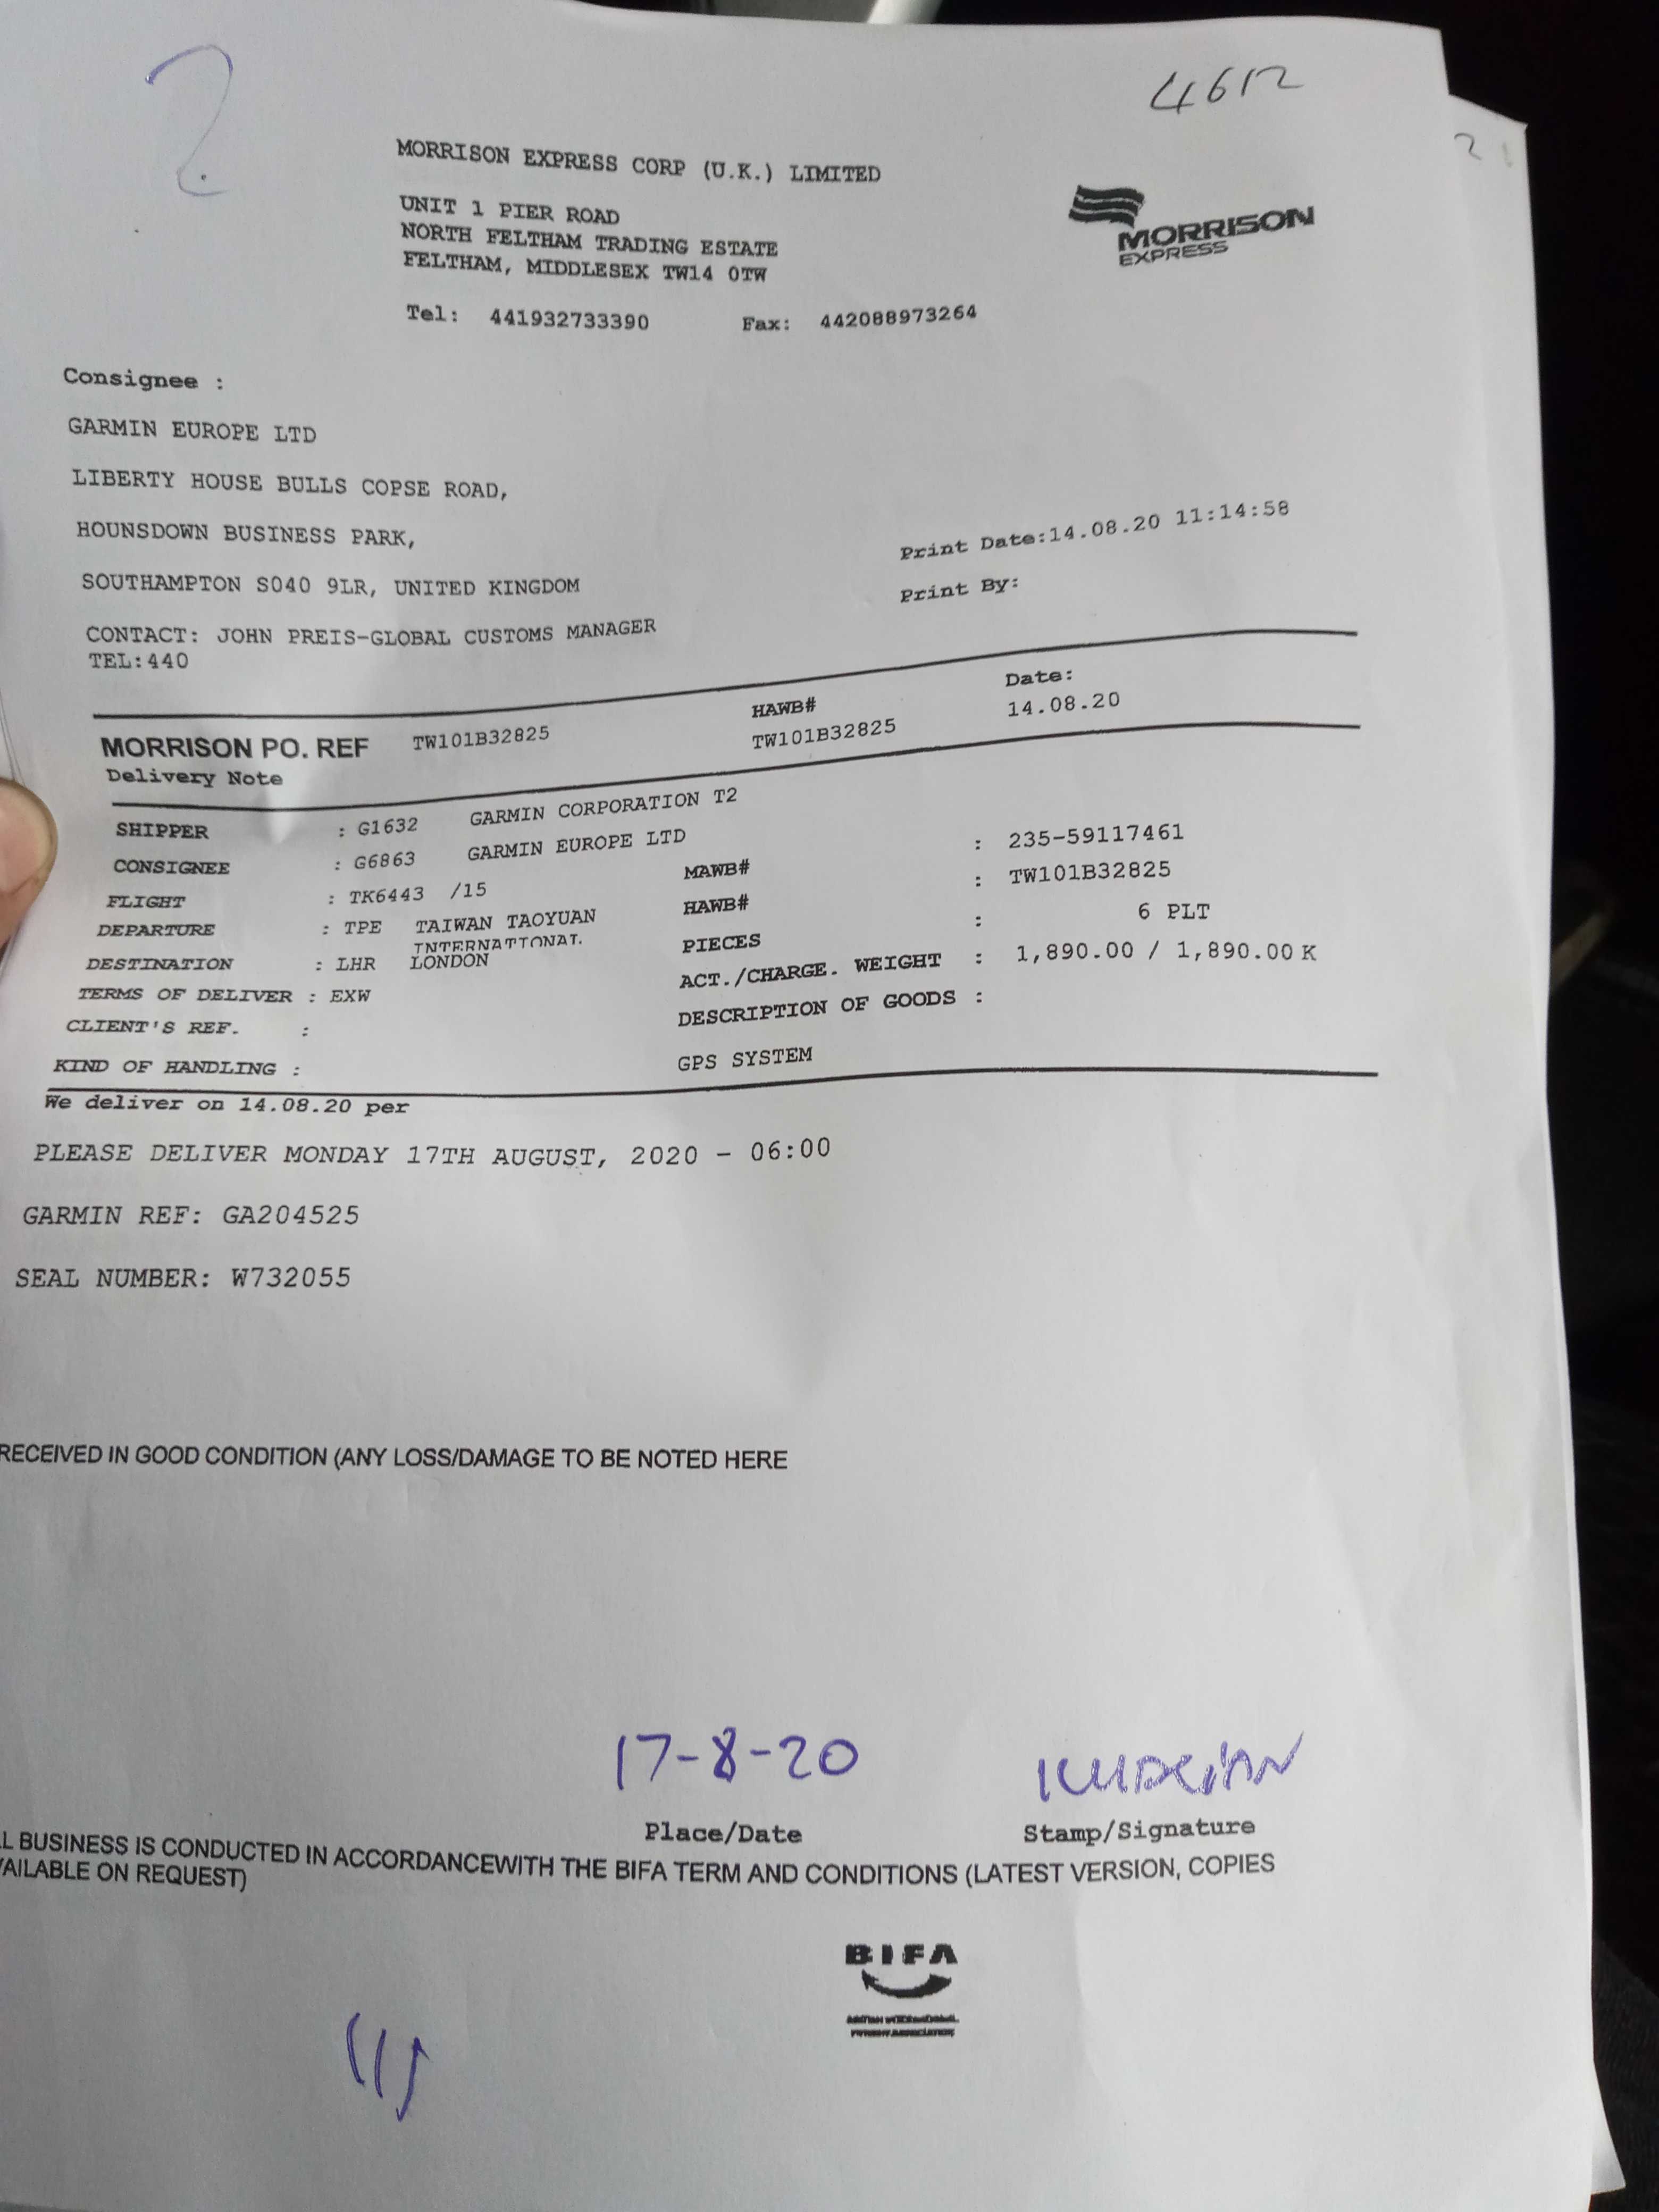 4612
MORRISON EXPRESS CORP (U.K.) LIMITED
UNIT 1 PIER ROAD
NORTH FELTHAM TRADING ESTATE
FELTHAM, MIDDLESEX TW14 0TW
Tel: 441932733390 Fax: 442088973264
MORRISON
EXPRESS
Consignee :
GARMIN EUROPE LTD
LIBERTY HOUSE BULLS COPSE ROAD,
HOUNSDOWN BUSINESS PARK,
SOUTHAMPTON S040 9LR, UNITED KINGDOM
CONTACT: JOHN PREIS-GLOBAL CUSTOMS MANAGER
TEL:440
Print Date:14.08.20 11:14:58
Print By:
MORRISON PO. REF TW101B32825
Delivery Note
HAWB#
TW101B32825
Date:
14.08.20
SHIPPER : G1632 GARMIN CORPORATION T2
CONSIGNEE : G6863 GARMIN EUROPE LTD
FLIGHT : TK6443 /15
DEPARTURE : TPE TAIWAN TAOYUAN
INTERNATIONAL
DESTINATION : LHR LONDON
TERMS OF DELIVER : EXW
CLIENT'S REF. :
KIND OF HANDLING :
MAWB# : 235-59117461
HAWB# : TW101B32825
PIECES : 6 PLT
ACT./CHARGE. WEIGHT : 1,890.00 / 1,890.00 K
DESCRIPTION OF GOODS :
GPS SYSTEM
We deliver on 14.08.20 per
PLEASE DELIVER MONDAY 17TH AUGUST, 2020 - 06:00
GARMIN REF: GA204525
SEAL NUMBER: W732055
RECEIVED IN GOOD CONDITION (ANY LOSS/DAMAGE TO BE NOTED HERE
17-8-20
Place/Date
Stamp/Signature
L BUSINESS IS CONDUCTED IN ACCORDANCEWITH THE BIFA TERM AND CONDITIONS (LATEST VERSION, COPIES
AILABLE ON REQUEST)
BIFA